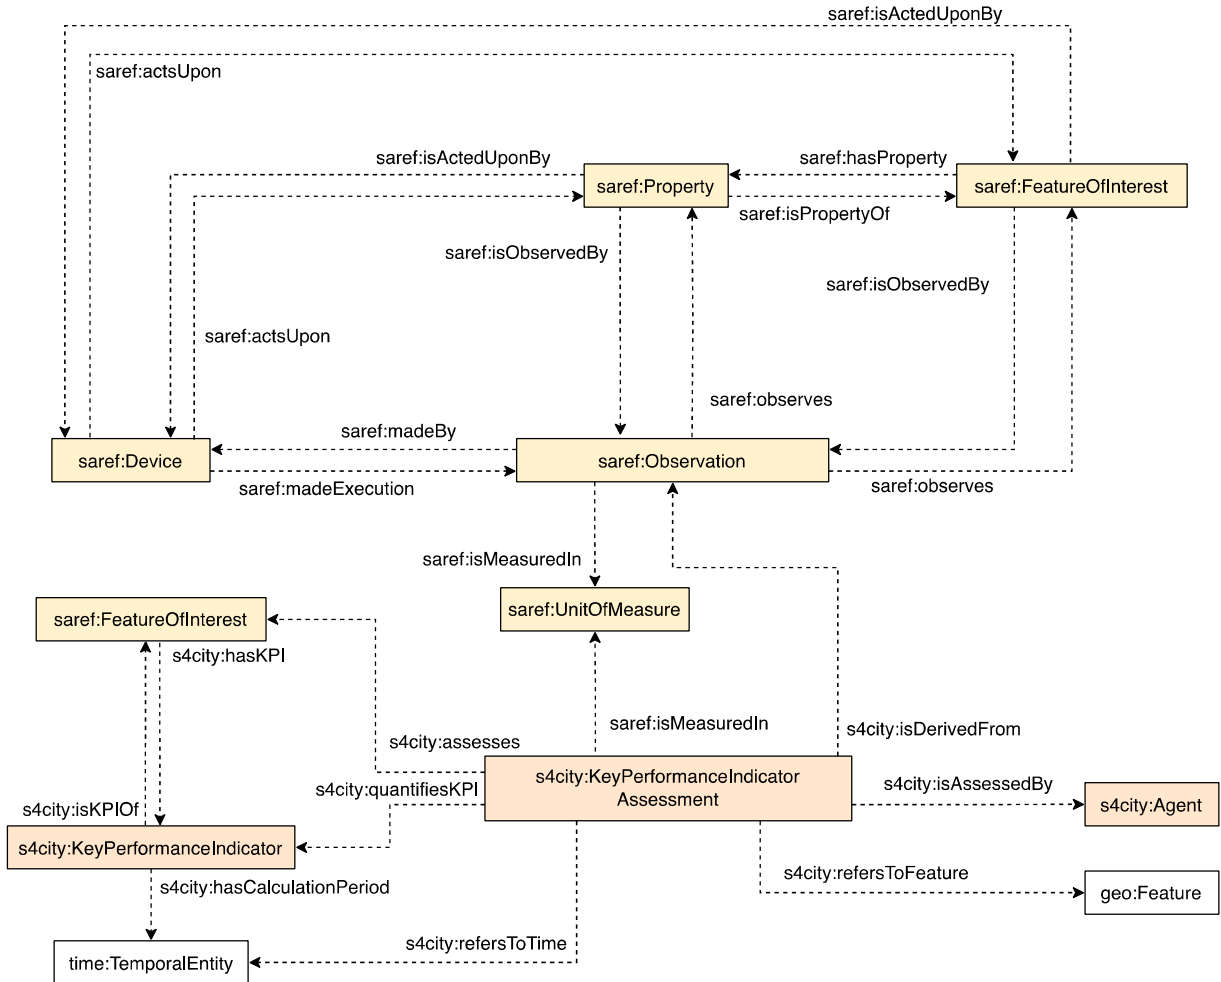 saref:isActedUponBy
saref:actsUpon
saref:isActedUponBy
saref:hasProperty
saref:Property
saref:FeatureOfInterest
saref:isPropertyOf
saref:isObservedBy
saref:isObservedBy
saref:actsUpon
saref:observes
saref:madeBy
saref:Device
saref:Observation
saref:madeExecution
saref:observes
saref:isMeasuredIn
saref:UnitOfMeasure
saref:FeatureOfInterest
s4city:hasKPI
saref:isMeasuredIn
s4city:isDerivedFrom
s4city:assesses
s4city:KeyPerformanceIndicator
Assessment
s4city:quantifiesKPI
s4city:isAssessedBy
s4city:Agent
s4city:isKPIOf
s4city:KeyPerformanceIndicator
s4city:hasCalculationPeriod
s4city:refersToFeature
geo:Feature
s4city:refersToTime
time:TemporalEntity